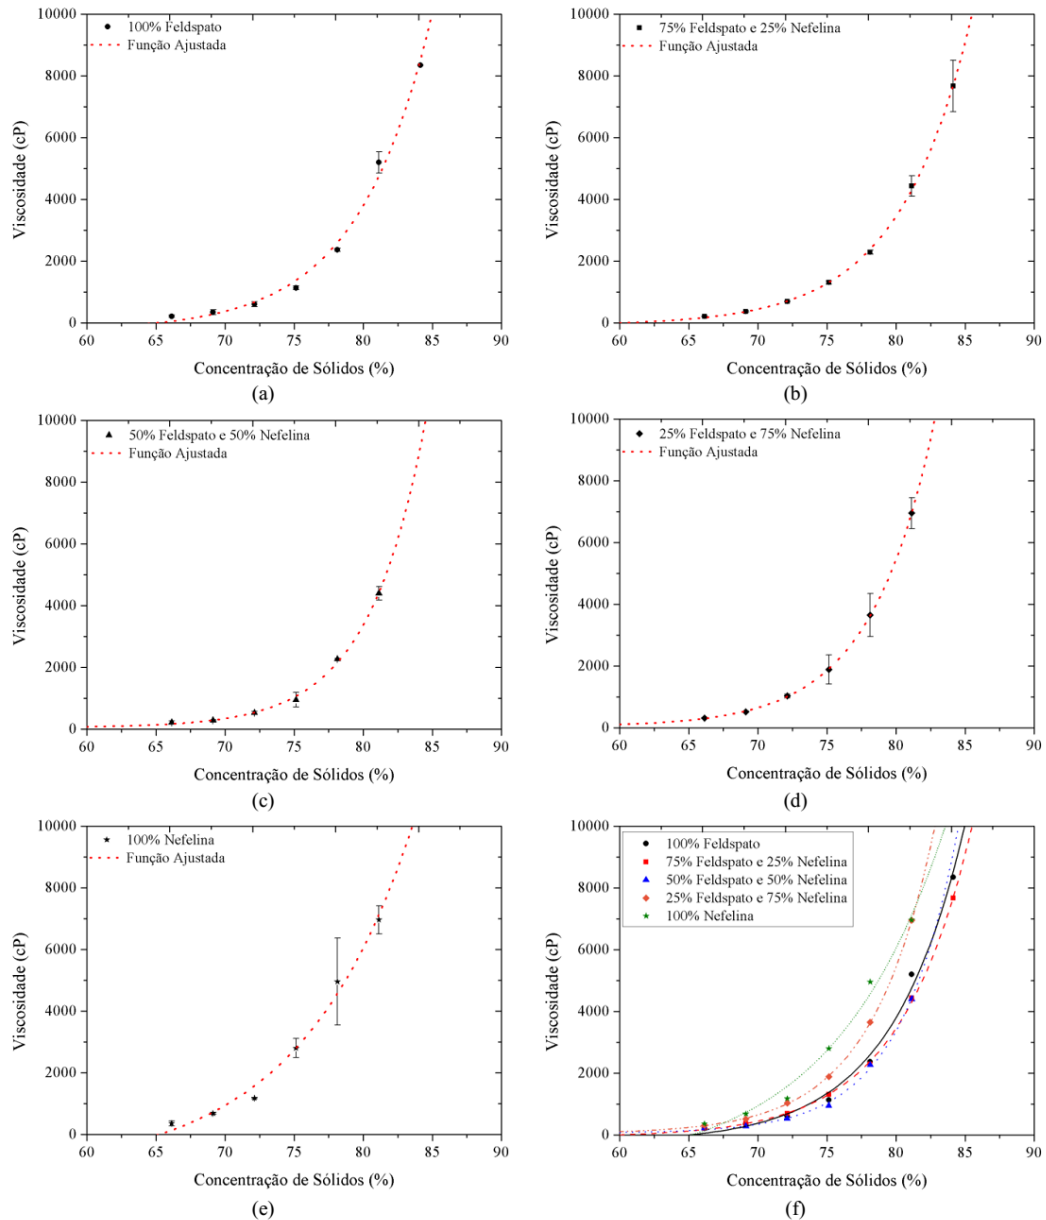 100% Feldspato
Função Ajustada
10000
8000
6000
4000
2000
0
Viscosidade (cP)
60 65 70 75 80 85 90
Concentração de Sólidos (%)
(a)
75% Feldspato e 25% Nefelina
Função Ajustada
10000
8000
6000
4000
2000
0
Viscosidade (cP)
60 65 70 75 80 85 90
Concentração de Sólidos (%)
(b)
50% Feldspato e 50% Nefelina
Função Ajustada
10000
8000
6000
4000
2000
0
Viscosidade (cP)
60 65 70 75 80 85 90
Concentração de Sólidos (%)
(c)
25% Feldspato e 75% Nefelina
Função Ajustada
10000
8000
6000
4000
2000
0
Viscosidade (cP)
60 65 70 75 80 85 90
Concentração de Sólidos (%)
(d)
100% Nefelina
Função Ajustada
10000
8000
6000
4000
2000
0
Viscosidade (cP)
60 65 70 75 80 85 90
Concentração de Sólidos (%)
(e)
100% Feldspato
75% Feldspato e 25% Nefelina
50% Feldspato e 50% Nefelina
25% Feldspato e 75% Nefelina
100% Nefelina
10000
8000
6000
4000
2000
0
Viscosidade (cP)
60 65 70 75 80 85 90
Concentração de Sólidos (%)
(f)